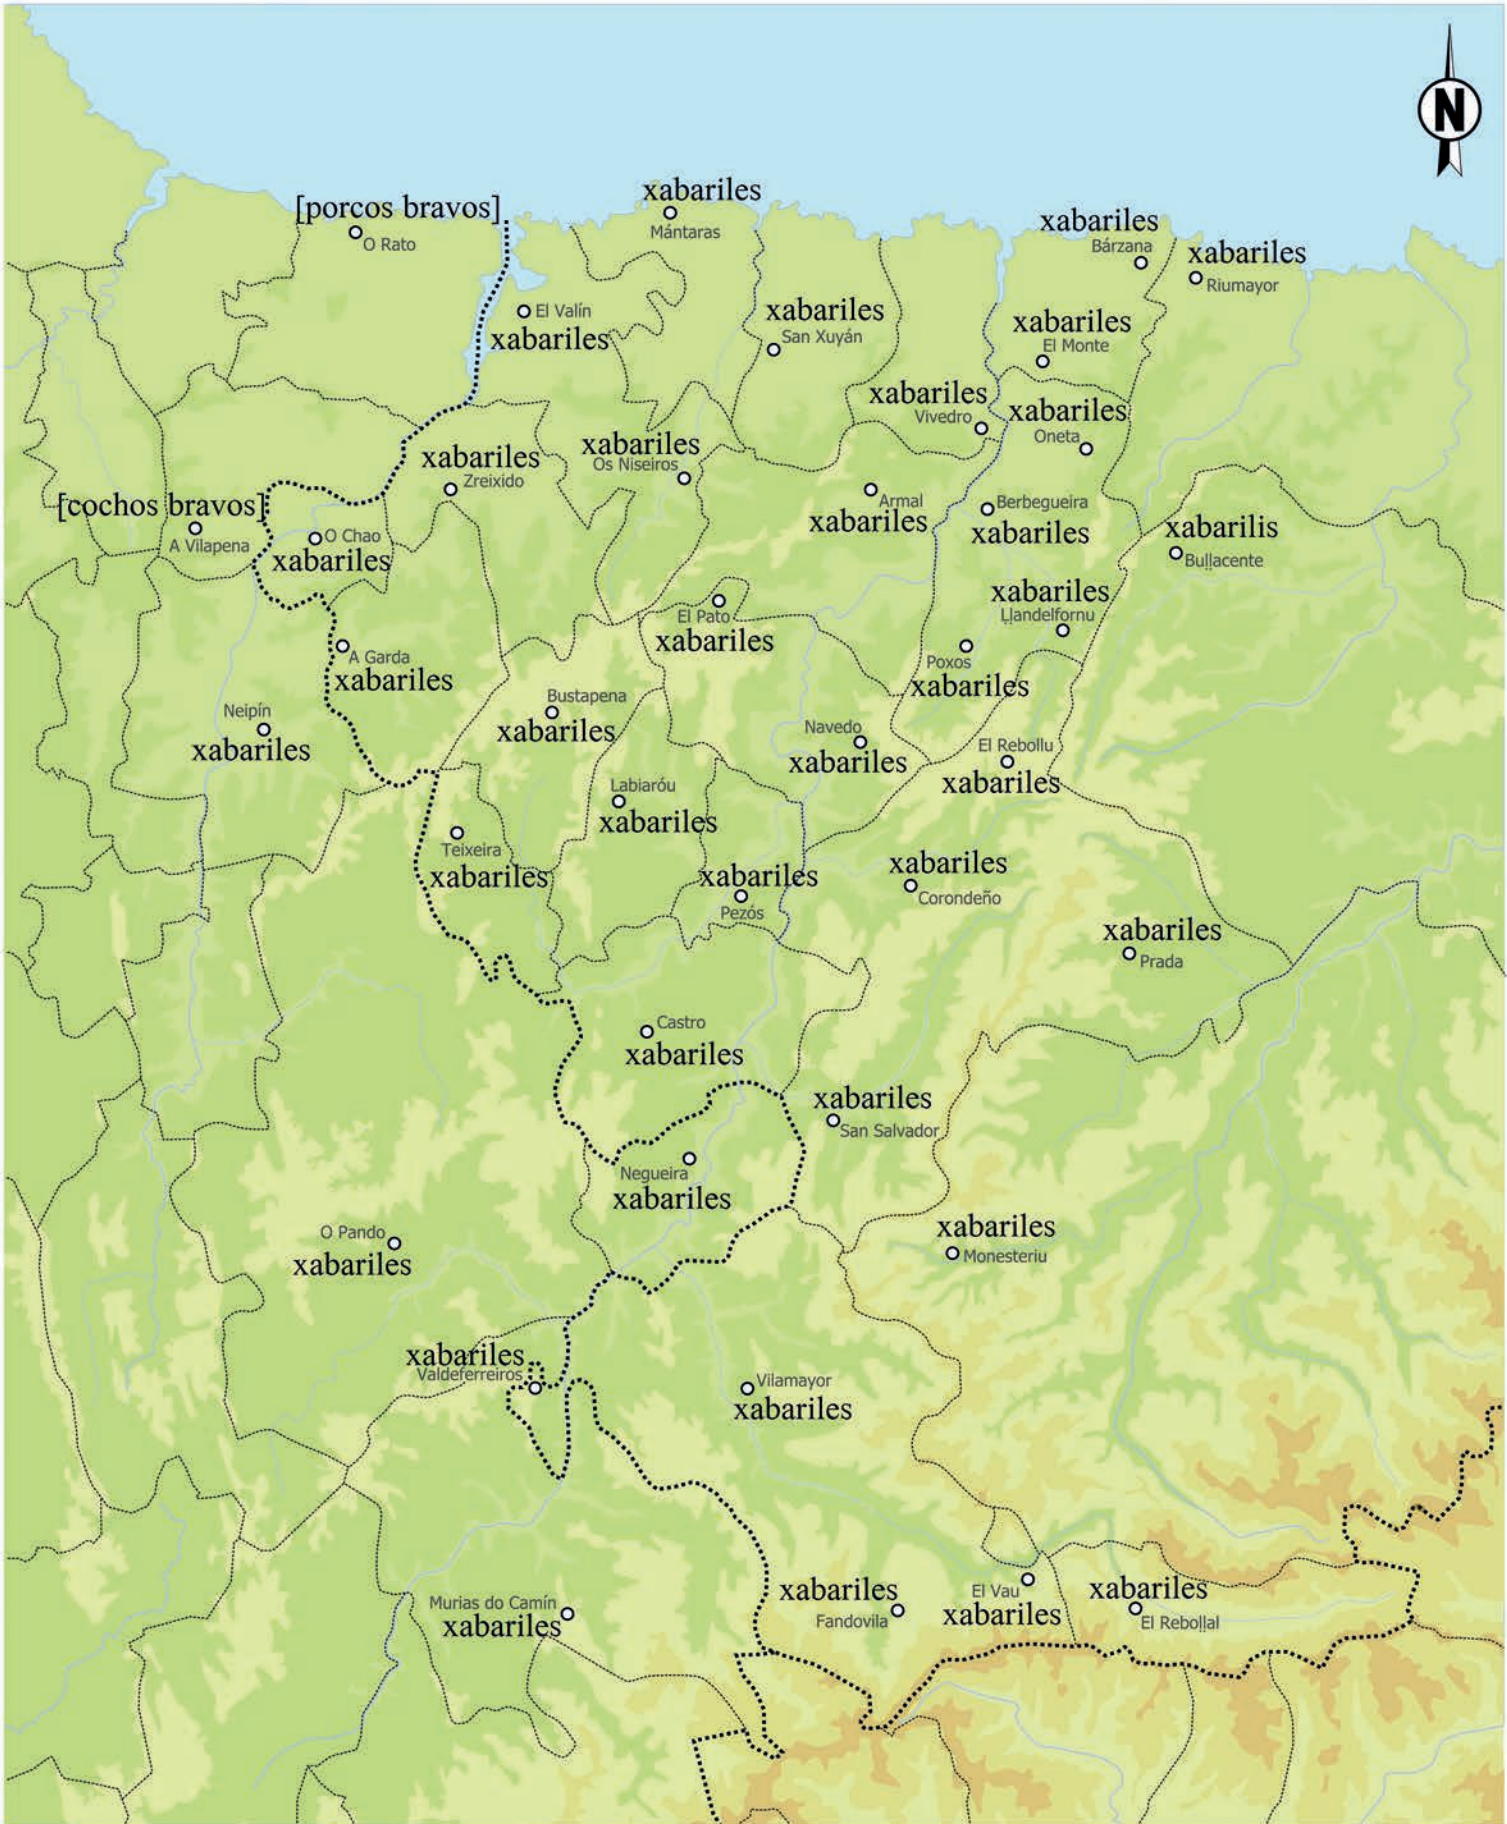 N
xabariles
[porcos bravos]
Mántaras
O Rato
xabariles
Bárzana
xabariles
Riumayor
El Valín
xabariles
xabariles
San Xuyán
xabariles
El Monte
xabariles
Vivedro
xabariles
Oneta
xabariles
Zreixido
xabariles
Os Niseiros
Armal
xabariles
Berbegueira
xabariles
[cochos bravos]
A Vilapena
O Chao
xabariles
xabarilis
Buḷḷacente
xabariles
Ḷḷandelfornu
El Pato
xabariles
A Garda
xabariles
Poxos
xabariles
Bustapena
xabariles
Neipín
xabariles
Navedo
xabariles
El Rebollu
xabariles
Labiaróu
xabariles
Teixeira
xabariles
xabariles
Pezós
xabariles
Corondeño
xabariles
Prada
Castro
xabariles
xabariles
San Salvador
Negueira
xabariles
O Pando
xabariles
xabariles
Monesteriu
xabariles
Valdeferreiros
Vilamayor
xabariles
Murias do Camín
xabariles
xabariles
Fandovila
El Vau
xabariles
xabariles
El Reboḷḷal